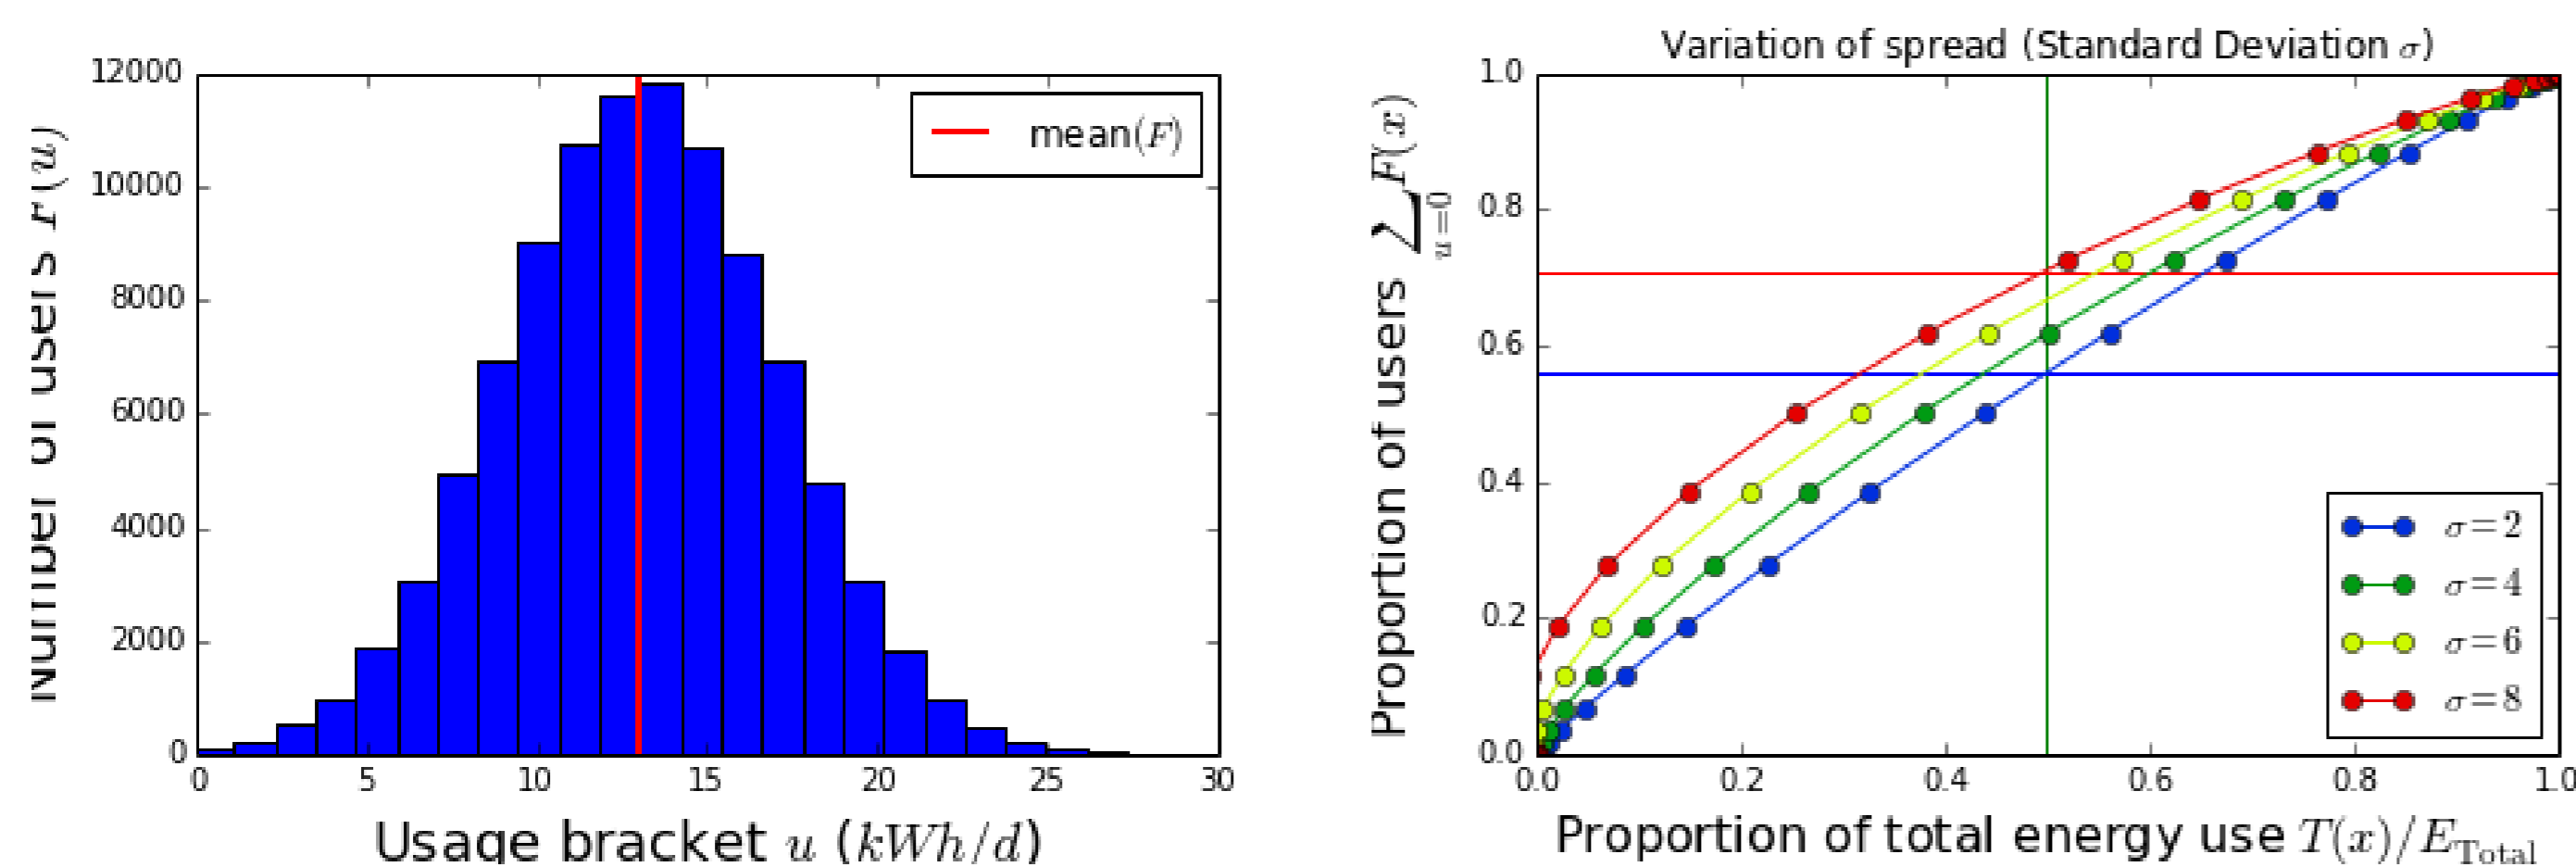 12000
10000
8000
6000
4000
2000
0
Number of users F(u)
mean(F)
0 5 10 15 20 25 30
Usage bracket u (kWh/d)
Variation of spread (Standard Deviation σ)
1.0
0.8
0.6
0.4
0.2
0.0
Proportion of users ∑ F(x)
u=0
σ=2
σ=4
σ=6
σ=8
0.0 0.2 0.4 0.6 0.8 1.0
Proportion of total energy use T(x)/E_Total